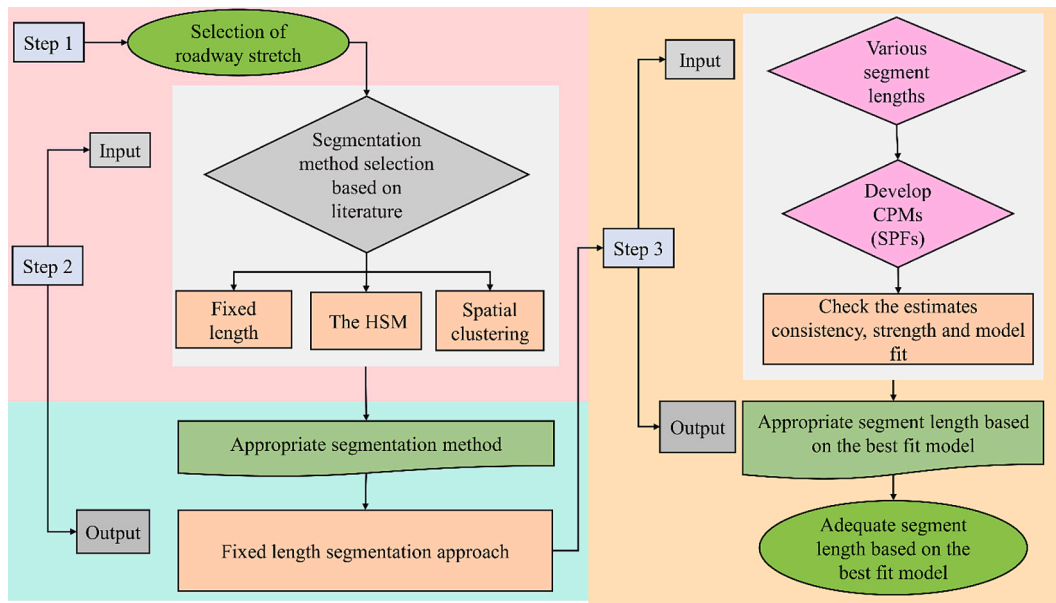 Step 1
Selection of
roadway stretch
Segmentation
method selection
based on
literature
Input
Step 2
Fixed
length
The HSM
Spatial
clustering
Appropriate segmentation method
Output
Fixed length segmentation approach
Step 3
Input
Various
segment
lengths
Develop
CPMs
(SPFs)
Check the estimates
consistency, strength and model
fit
Output
Appropriate segment length based
on the best fit model
Adequate segment
length based on the
best fit model